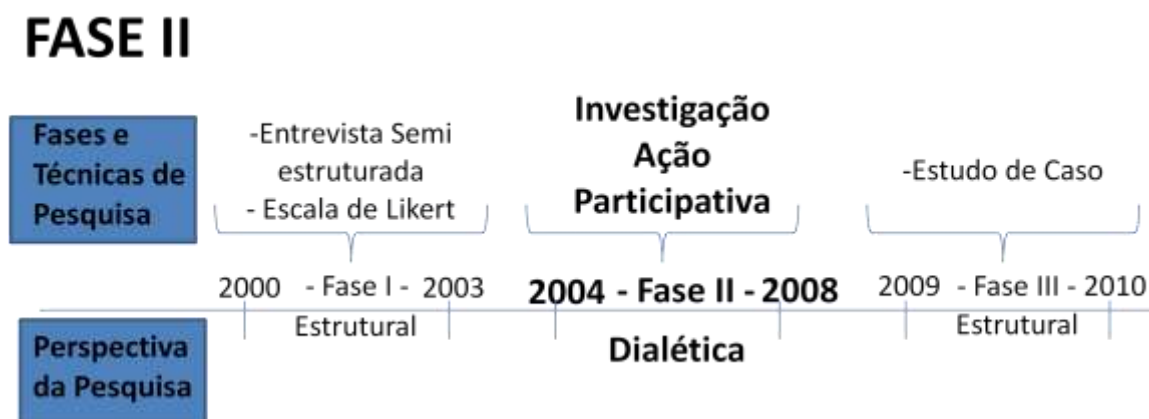 FASE II
Fases e
Técnicas de
Pesquisa
-Entrevista Semi
estruturada
- Escala de Likert
Investigação
Ação
Participativa
-Estudo de Caso
2000 - Fase I - 2003
2004 - Fase II - 2008
2009 - Fase III - 2010
Estrutural
Dialética
Estrutural
Perspectiva
da Pesquisa